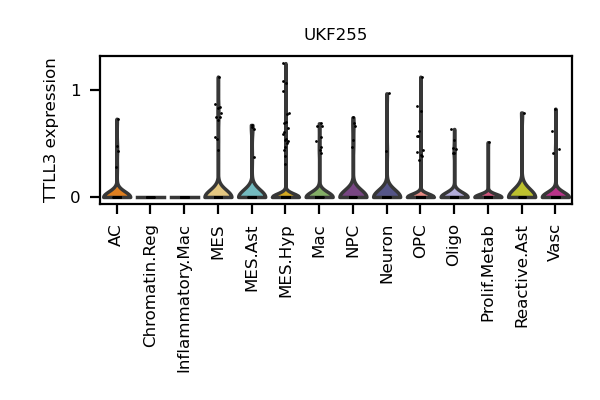 UKF255
TTLL3 expression
1
0
AC
Chromatin.Reg
Inflammatory.Mac
MES
MES.Ast
MES.Hyp
Mac
NPC
Neuron
OPC
Oligo
Prolif.Metab
Reactive.Ast
Vasc